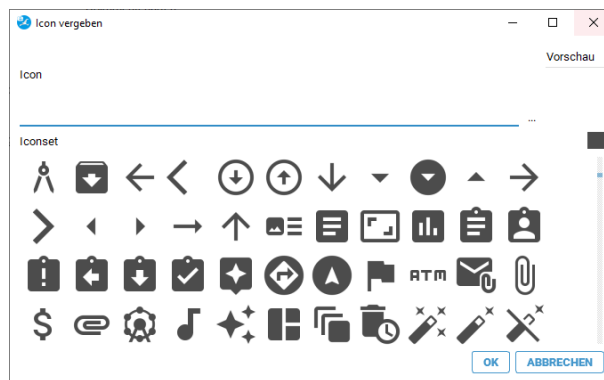 Icon vergeben
Vorschau
Icon
...
Iconset
ATM
OK
ABBRECHEN